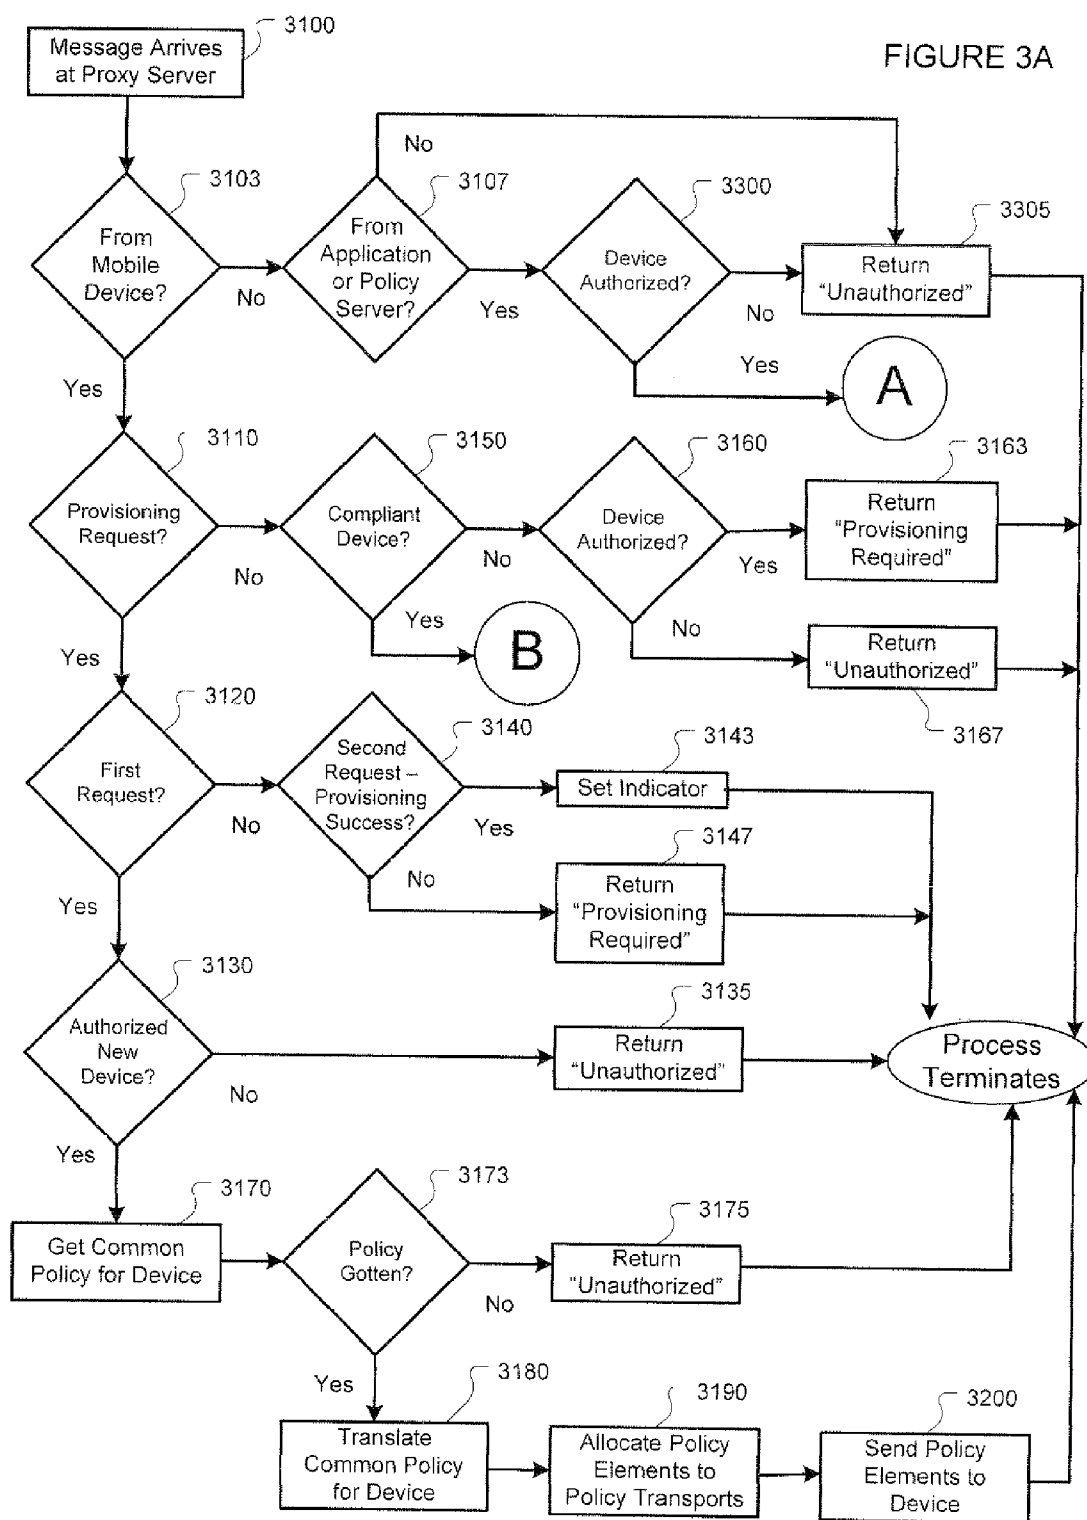 3100
Message Arrives
at Proxy Server
FIGURE 3A
No
3103
3107
3300
3305
From
Mobile
Device?
No
From
Application
or Policy
Server?
Yes
Device
Authorized?
No
Return
“Unauthorized”
Yes
Yes
A
3110
3150
3160
3163
Provisioning
Request?
No
Compliant
Device?
No
Device
Authorized?
Yes
Return
“Provisioning
Required”
Yes
Yes
B
No
Return
“Unauthorized”
3167
3120
3140
3143
First
Request?
No
Second
Request –
Provisioning
Success?
Yes
Set Indicator
3147
Yes
No
Return
“Provisioning
Required”
3130
3135
Authorized
New
Device?
No
Return
“Unauthorized”
Process
Terminates
Yes
3170
3173
3175
Get Common
Policy for Device
Policy
Gotten?
No
Return
“Unauthorized”
Yes
3180
3190
3200
Translate
Common Policy
for Device
Allocate Policy
Elements to
Policy Transports
Send Policy
Elements to
Device